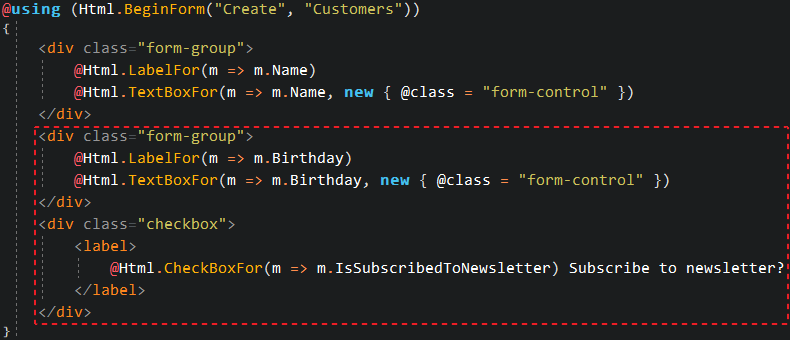 @using (Html.BeginForm("Create", "Customers"))
{
<div class="form-group">
@Html.LabelFor(m => m.Name)
@Html.TextBoxFor(m => m.Name, new { @class = "form-control" })
</div>
<div class="form-group">
@Html.LabelFor(m => m.Birthday)
@Html.TextBoxFor(m => m.Birthday, new { @class = "form-control" })
</div>
<div class="checkbox">
<label>
@Html.CheckBoxFor(m => m.IsSubscribedToNewsletter) Subscribe to newsletter?
</label>
</div>
}